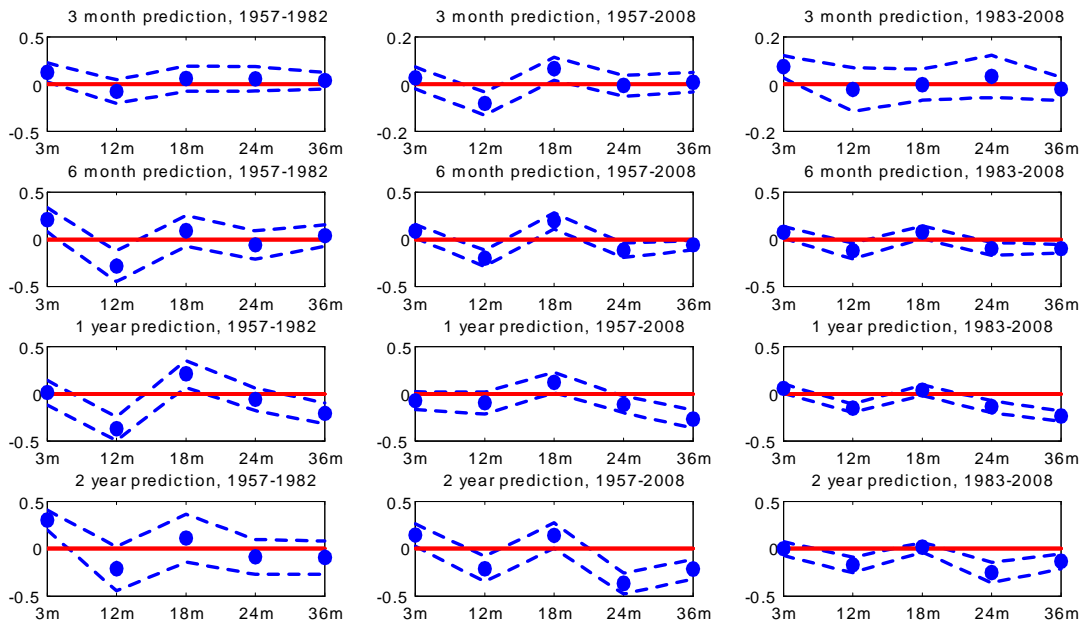 3 month prediction, 1957-1982
0.5
0
-0.5
3m 12m 18m 24m 36m
3 month prediction, 1957-2008
0.2
0
-0.2
3m 12m 18m 24m 36m
3 month prediction, 1983-2008
0.2
0
-0.2
3m 12m 18m 24m 36m
6 month prediction, 1957-1982
0.5
0
-0.5
3m 12m 18m 24m 36m
6 month prediction, 1957-2008
0.5
0
-0.5
3m 12m 18m 24m 36m
6 month prediction, 1983-2008
0.5
0
-0.5
3m 12m 18m 24m 36m
1 year prediction, 1957-1982
0.5
0
-0.5
3m 12m 18m 24m 36m
1 year prediction, 1957-2008
0.5
0
-0.5
3m 12m 18m 24m 36m
1 year prediction, 1983-2008
0.5
0
-0.5
3m 12m 18m 24m 36m
2 year prediction, 1957-1982
0.5
0
-0.5
3m 12m 18m 24m 36m
2 year prediction, 1957-2008
0.5
0
-0.5
3m 12m 18m 24m 36m
2 year prediction, 1983-2008
0.5
0
-0.5
3m 12m 18m 24m 36m